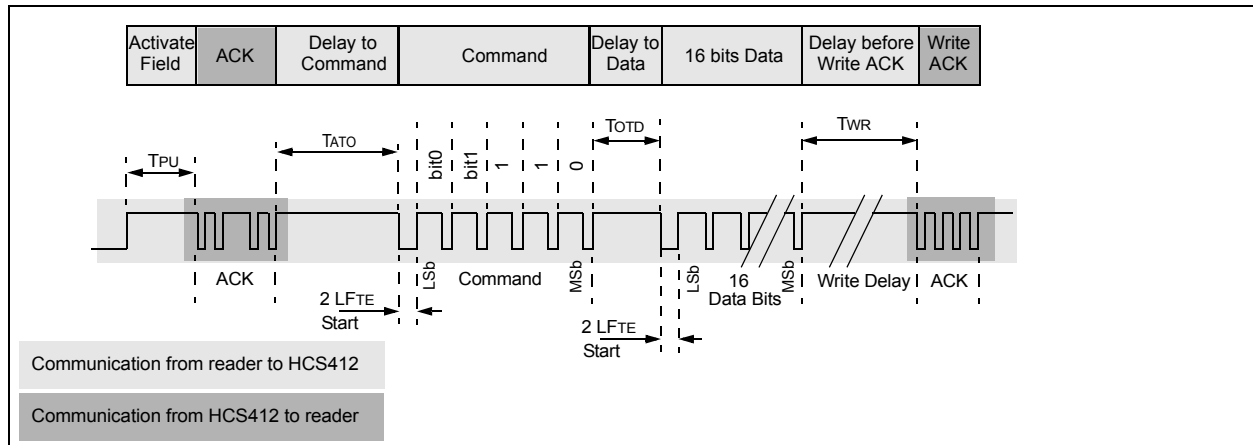 Activate
Field
ACK
Delay to
Command
Command
Delay to
Data
16 bits Data
Delay before
Write ACK
Write
ACK
TPU
TATO
bit0
bit1
1
1
0
TOTD
TWR
ACK
LSb
Command
MSb
LSb
16
Data Bits
MSb
Write Delay
ACK
2 LFTE
Start
2 LFTE
Start
Communication from reader to HCS412
Communication from HCS412 to reader